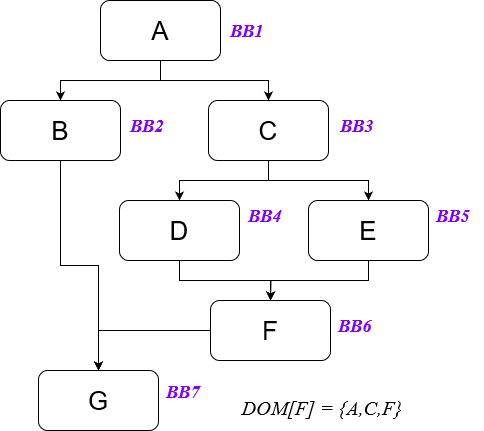 A
BB1
B
BB2
C
BB3
D
BB4
E
BB5
F
BB6
G
BB7
DOM[F] = {A,C,F}